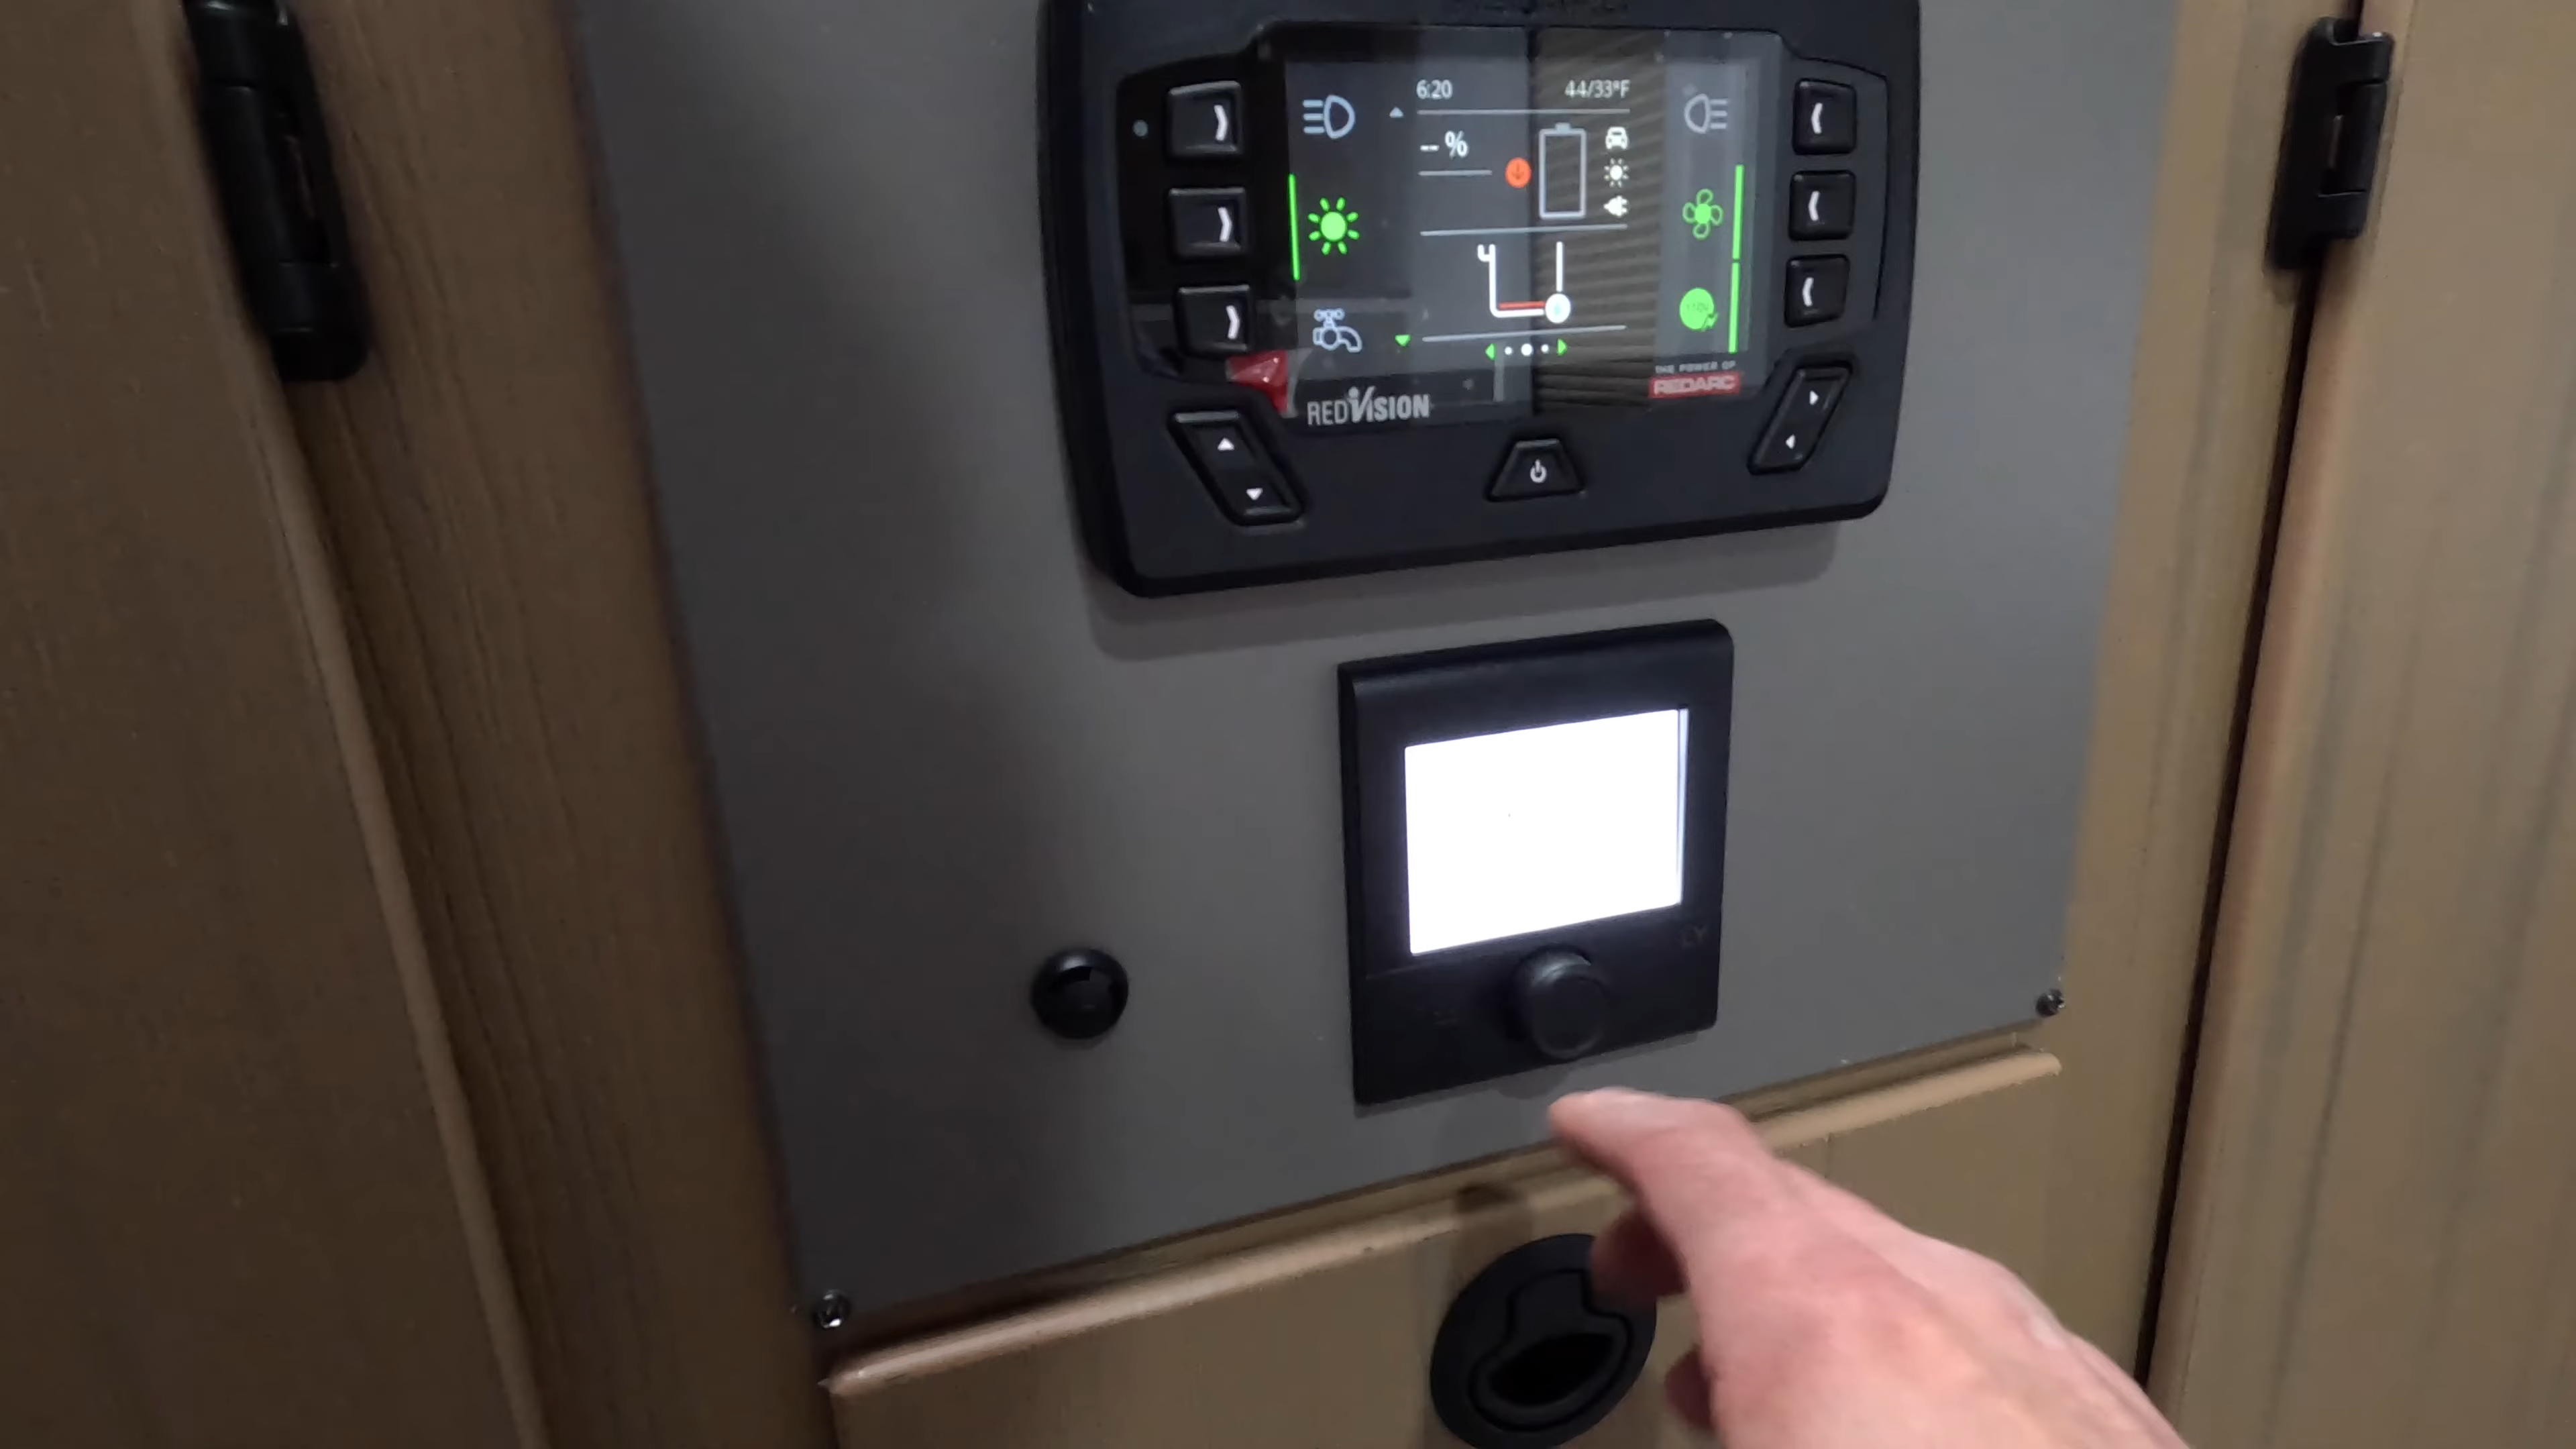 6:20 44/33°F
-- %
REDVISION
THE POWER OF
REDARC